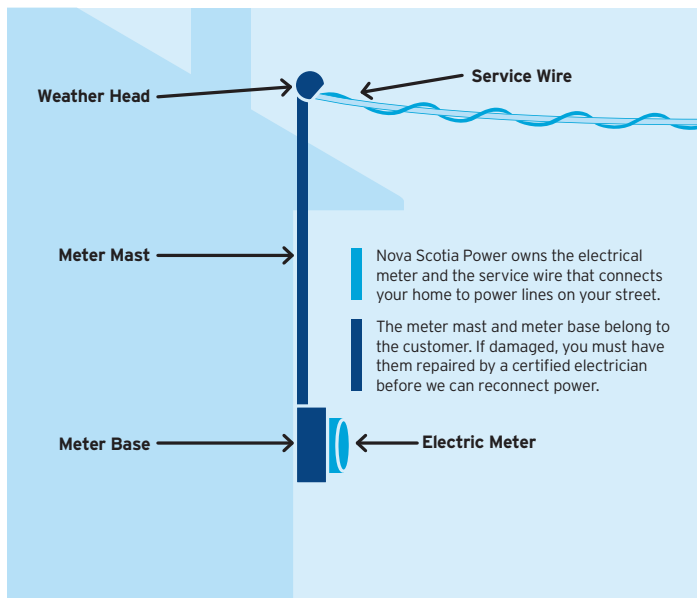 Weather Head
Service Wire
Meter Mast
Nova Scotia Power owns the electrical
meter and the service wire that connects
your home to power lines on your street.
The meter mast and meter base belong to
the customer. If damaged, you must have
them repaired by a certified electrician
before we can reconnect power.
Meter Base
Electric Meter